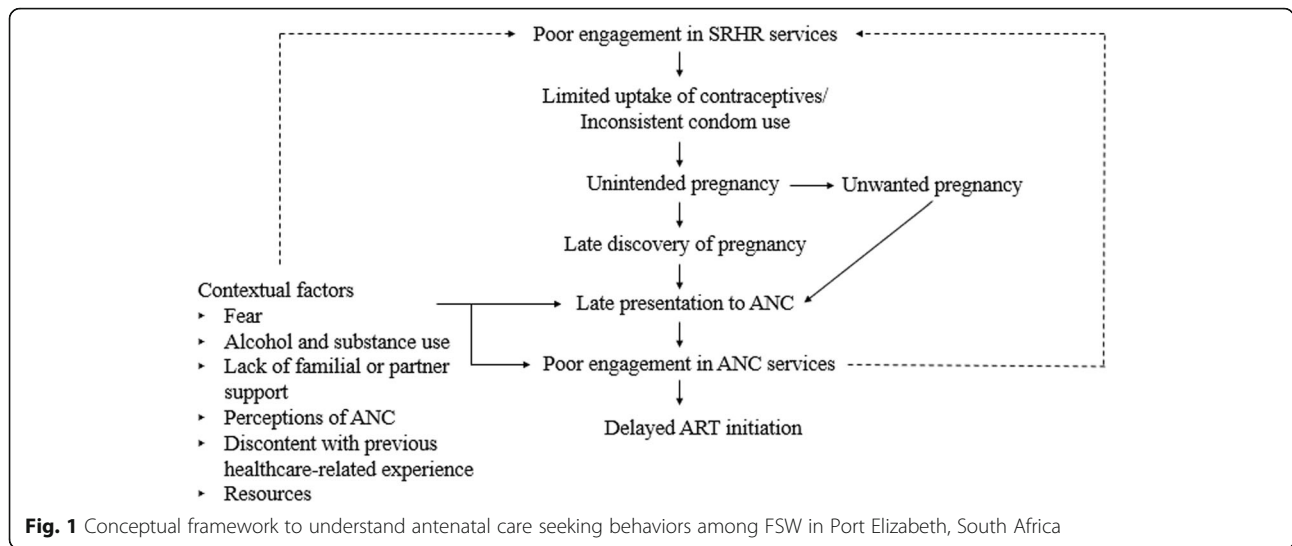 Poor engagement in SRHR services
Limited uptake of contraceptives/
Inconsistent condom use
Unintended pregnancy
Unwanted pregnancy
Late discovery of pregnancy
Contextual factors
‣ Fear
‣ Alcohol and substance use
‣ Lack of familial or partner
support
‣ Perceptions of ANC
‣ Discontent with previous
healthcare-related experience
‣ Resources
Late presentation to ANC
Poor engagement in ANC services
Delayed ART initiation
Fig. 1 Conceptual framework to understand antenatal care seeking behaviors among FSW in Port Elizabeth, South Africa